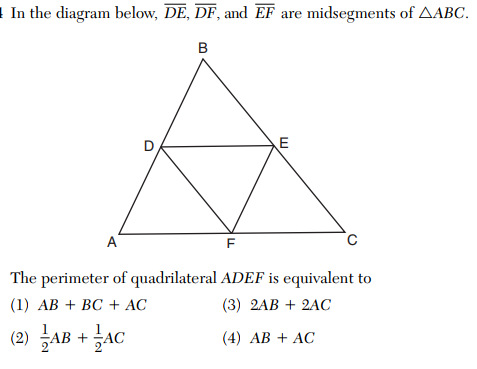 In the diagram below, DE, DF, and EF are midsegments of △ABC.
B
D
E
A
F
C
The perimeter of quadrilateral ADEF is equivalent to
(1) AB + BC + AC
(3) 2AB + 2AC
(2) 1/2AB + 1/2AC
(4) AB + AC